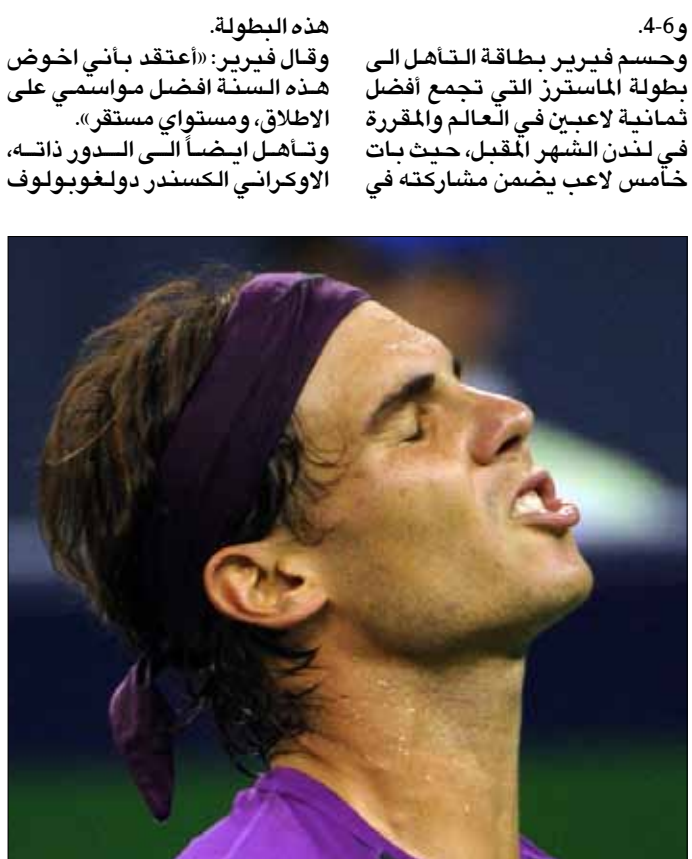 و6-4.
وحسم فيرير بطاقة التأهل الى
بطولة الماسترز التي تجمع أفضل
ثمانية لاعبين في العالم والمقررة
في لندن الشهر المقبل، حيث بات
خامس لاعب يضمن مشاركته في
هذه البطولة.
وقال فيرير: «أعتقد بأني اخوض
هذه السنة افضل مواسمي على
الاطلاق، ومستواي مستقر».
وتأهل ايضاً الى الدور ذاته،
الاوكراني الكسندر دولغوبولوف